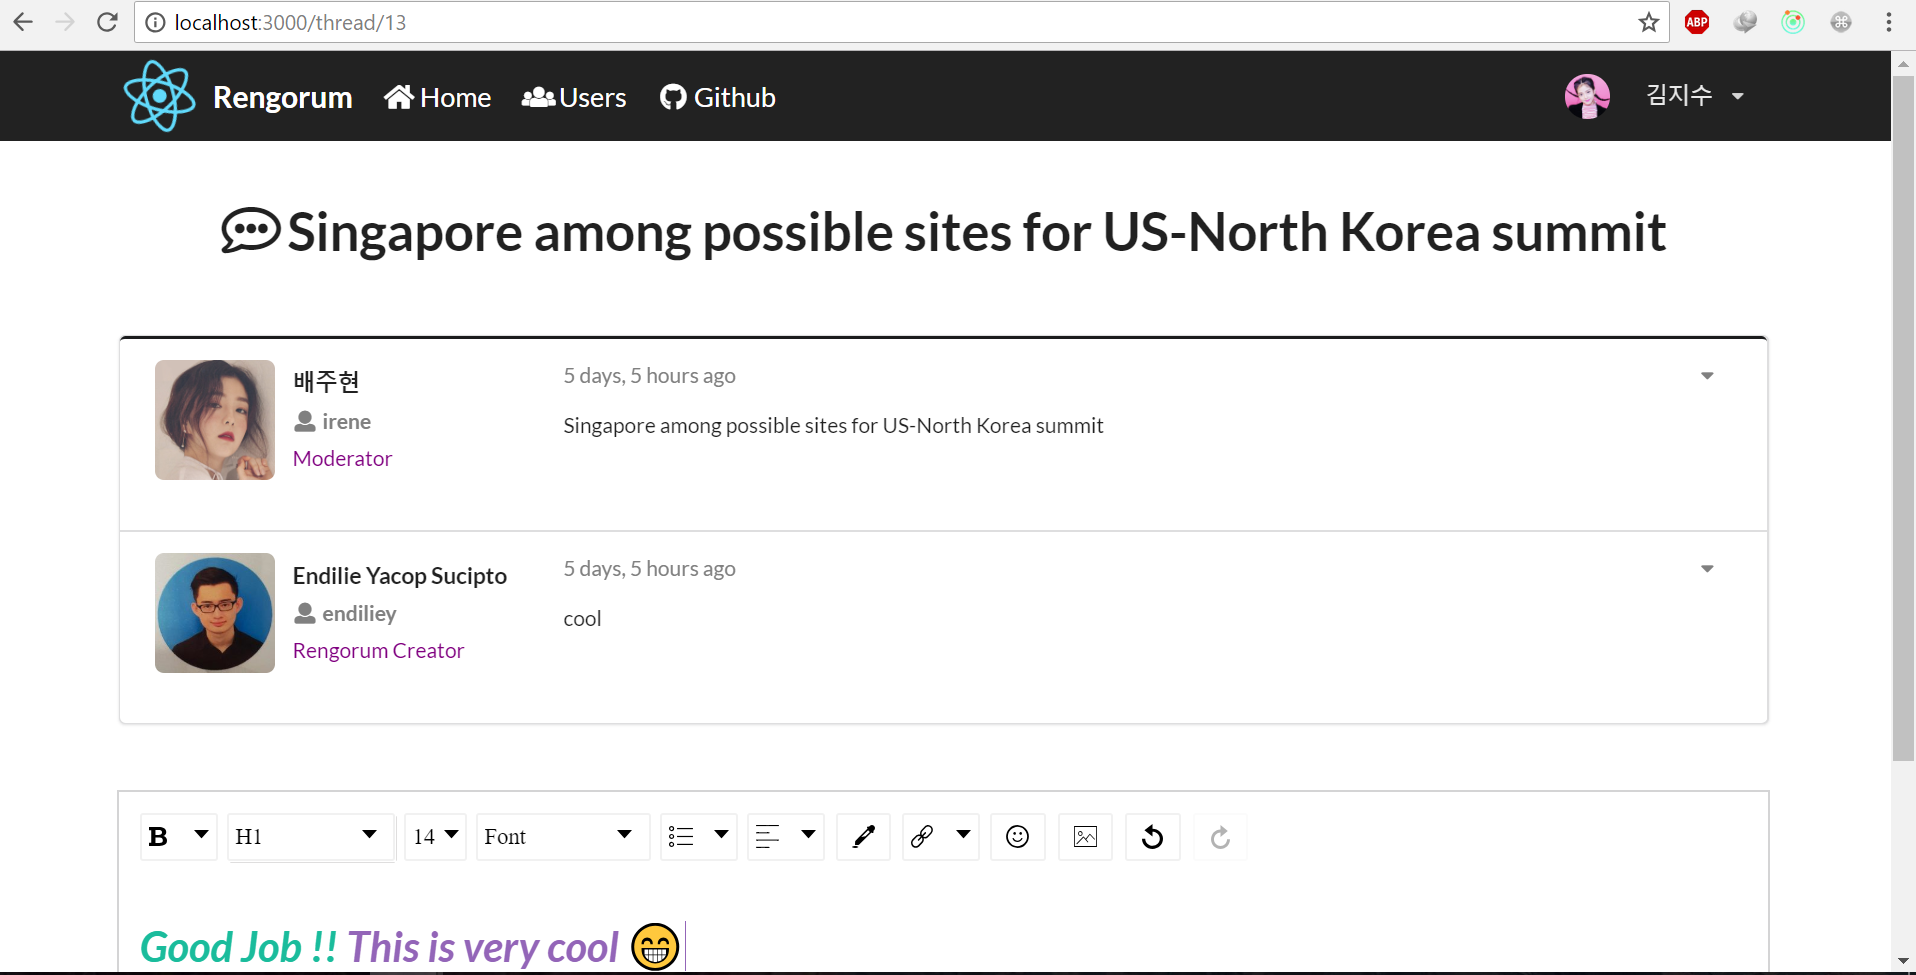 localhost:3000/thread/13
ABP
Rengorum Home Users Github 김지수
Singapore among possible sites for US-North Korea summit
배주현
irene
Moderator
5 days, 5 hours ago
Singapore among possible sites for US-North Korea summit
Endilie Yacop Sucipto
endiliey
Rengorum Creator
5 days, 5 hours ago
cool
B H1 14 Font
Good Job !! This is very cool 😁